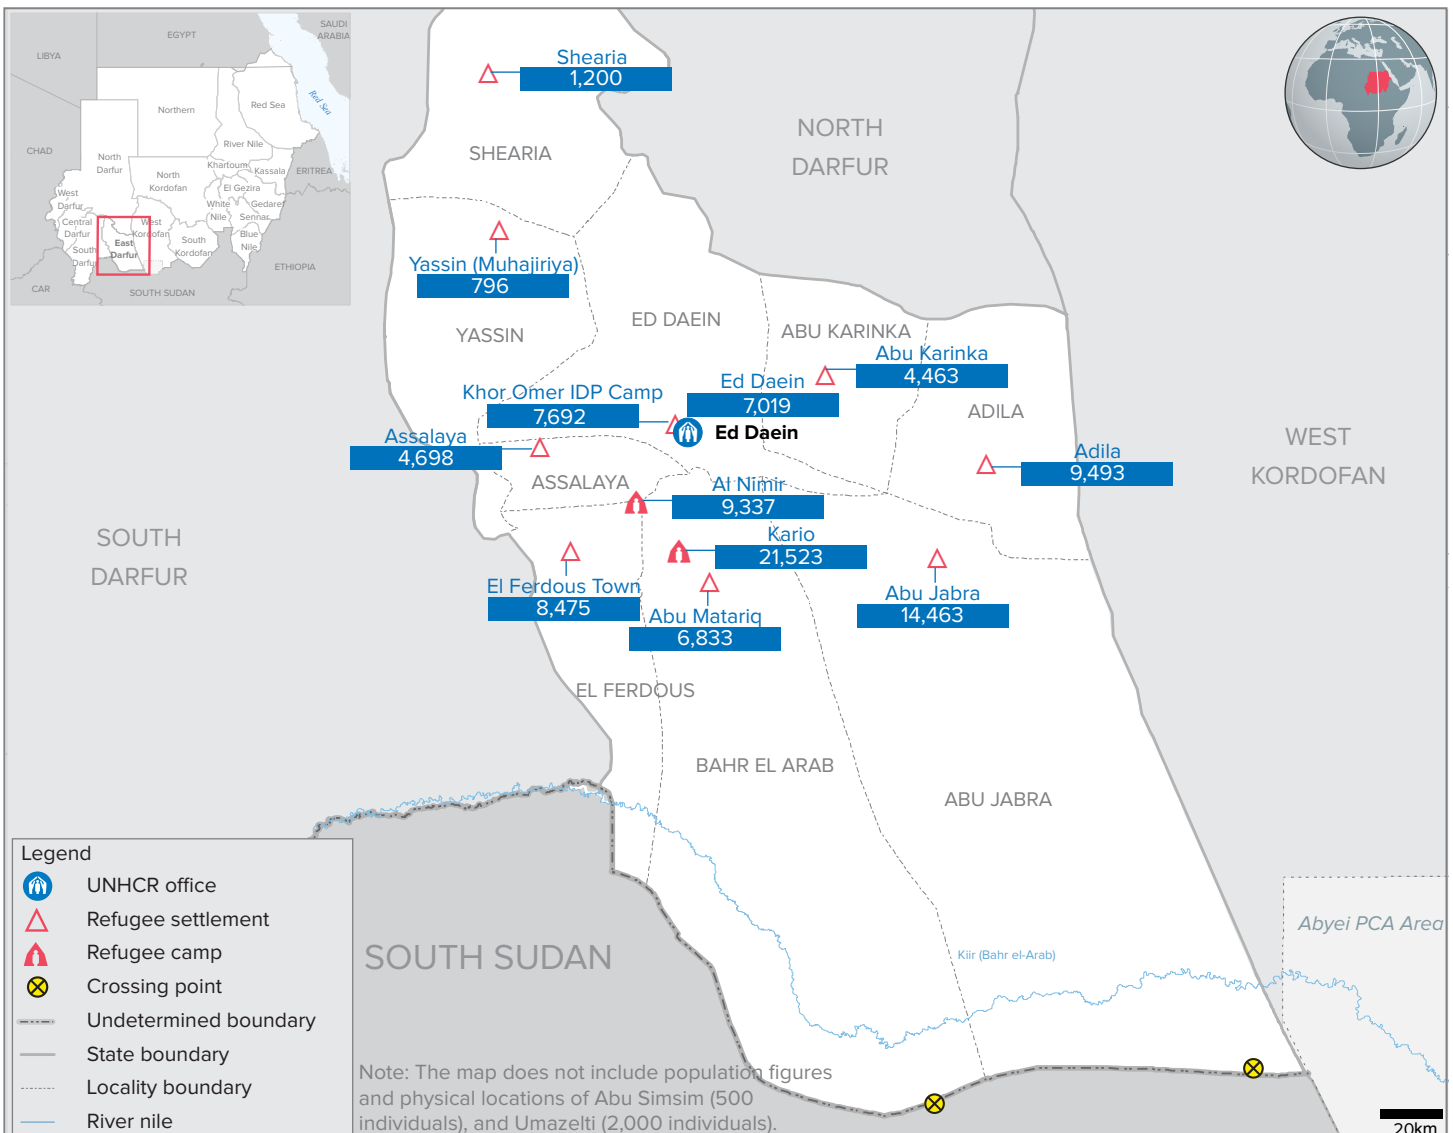 SAUDI
ARABIA
EGYPT
LIBYA
Red Sea
Northern
Red Sea
River Nile
CHAD
North
Darfur
Khartoum
Kassala
ERITREA
North
Kordofan
El Gezira
West
Darfur
White
Nile
Gedaref
Sennar
Central
Darfur
West
Kordofan
East
Darfur
South
Kordofan
Blue
Nile
South
Darfur
ETHIOPIA
CAR
SOUTH SUDAN
Shearia
1,200
NORTH
DARFUR
SHEARIA
Yassin (Muhajiriya)
796
ED DAEIN
YASSIN
ABU KARINKA
Abu Karinka
4,463
Ed Daein
7,019
Khor Omer IDP Camp
7,692
ADILA
Ed Daein
Assalaya
4,698
WEST
KORDOFAN
Adila
9,493
ASSALAYA
Al Nimir
9,337
SOUTH
DARFUR
Kario
21,523
El Ferdous Town
8,475
Abu Jabra
14,463
Abu Matariq
6,833
EL FERDOUS
BAHR EL ARAB
ABU JABRA
Legend
UNHCR office
Refugee settlement
Refugee camp
Crossing point
Undetermined boundary
State boundary
Locality boundary
River nile
SOUTH SUDAN
Abyei PCA Area
Kiir (Bahr el-Arab)
Note: The map does not include population figures
and physical locations of Abu Simsim (500
individuals), and Umazelti (2,000 individuals).
20km